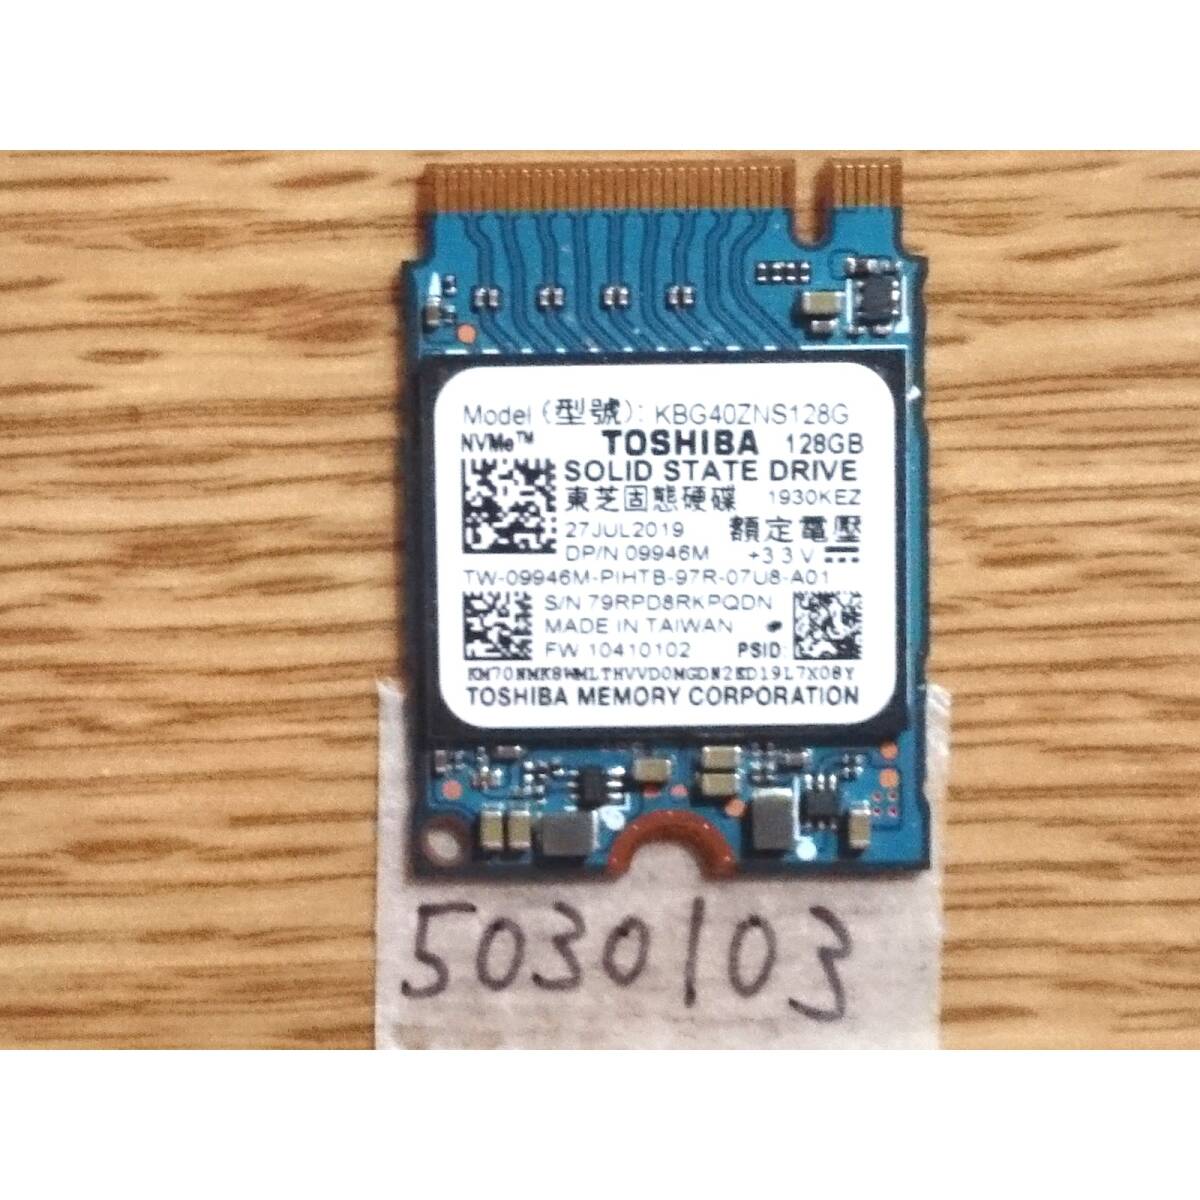 Model (型號): KBG40ZNS128G
NVMe™ TOSHIBA 128GB
SOLID STATE DRIVE
東芝固態硬碟 1930KEZ
27JUL2019 額定電壓
DP/N 09946M +3.3 V
TW-09946M-PIHTB-97R-07U8-A01
S/N 79RPD8RKPQDN
MADE IN TAIWAN
FW 10410102 PSID:
TOSHIBA MEMORY CORPORATION
5030103